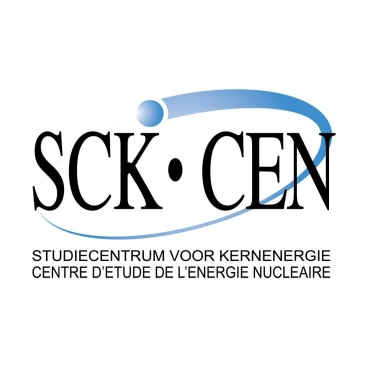 SCK • CEN
STUDIECENTRUM VOOR KERNENERGIE
CENTRE D'ETUDE DE L'ENERGIE NUCLEAIRE